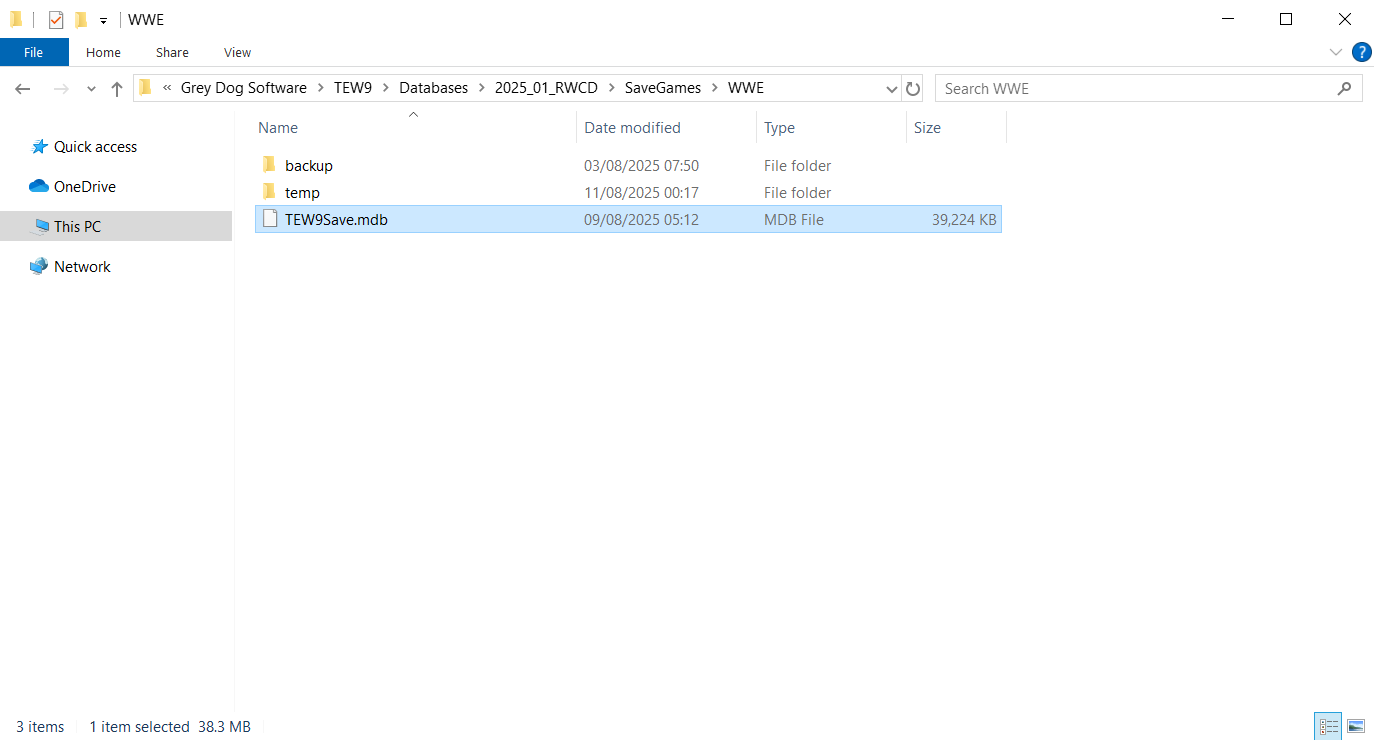 WWE
File Home Share View
« Grey Dog Software > TEW9 > Databases > 2025_01_RWCD > SaveGames > WWE Search WWE
Name Date modified Type Size
Quick access
OneDrive
This PC
Network
backup 03/08/2025 07:50 File folder
temp 11/08/2025 00:17 File folder
TEW9Save.mdb 09/08/2025 05:12 MDB File 39,224 KB
3 items 1 item selected 38.3 MB